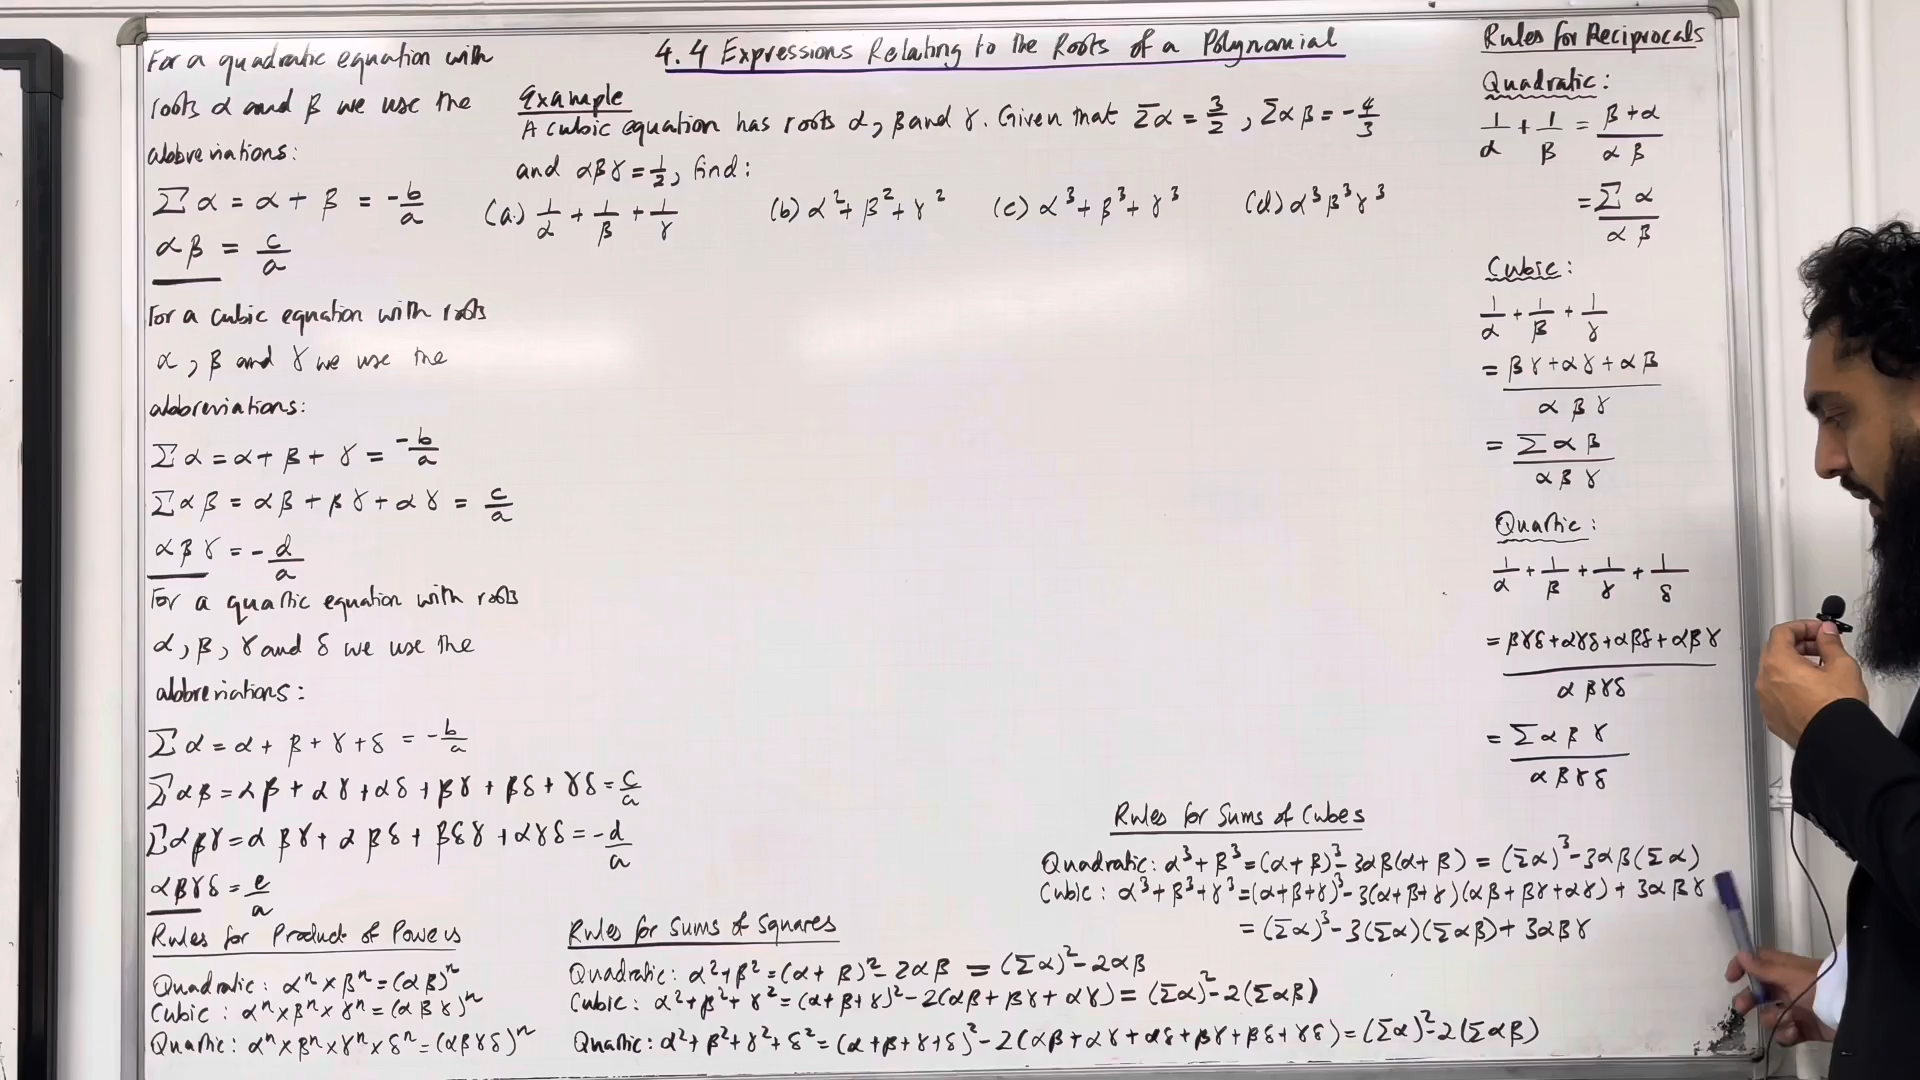 4.4 Expressions Relating to the Roots of a Polynomial
For a quadratic equation with
roots α and β we use the
abbreviations:
Σα = α + β = -b/a
αβ = c/a
For a cubic equation with roots
α, β and γ we use the
abbreviations:
Σα = α + β + γ = -b/a
Σαβ = αβ + βγ + αγ = c/a
αβγ = -d/a
For a quartic equation with roots
α, β, γ and δ we use the
abbreviations:
Σα = α + β + γ + δ = -b/a
Σαβ = αβ + αγ + αδ + βγ + βδ + γδ = c/a
Σαβγ = αβγ + αβδ + βδγ + αγδ = -d/a
αβγδ = e/a
Rules for Product of Powers
Quadratic: αⁿ × βⁿ = (αβ)ⁿ
Cubic: αⁿ × βⁿ × γⁿ = (αβγ)ⁿ
Quartic: αⁿ × βⁿ × γⁿ × δⁿ = (αβγδ)ⁿ
Example
A cubic equation has roots α, β and γ. Given that Σα = 3/2, Σαβ = -4/3
and αβγ = 1/2, find:
(a) 1/α + 1/β + 1/γ (b) α² + β² + γ² (c) α³ + β³ + γ³ (d) α³β³γ³
Rules for Sums of Squares
Quadratic: α² + β² = (α + β)² - 2αβ = (Σα)² - 2αβ
Cubic: α² + β² + γ² = (α + β + γ)² - 2(αβ + βγ + αγ) = (Σα)² - 2(Σαβ)
Quartic: α² + β² + γ² + δ² = (α + β + γ + δ)² - 2(αβ + αγ + αδ + βγ + βδ + γδ) = (Σα)² - 2(Σαβ)
Rules for Sums of Cubes
Quadratic: α³ + β³ = (α + β)³ - 3αβ(α + β) = (Σα)³ - 3αβ(Σα)
Cubic: α³ + β³ + γ³ = (α + β + γ)³ - 3(α + β + γ)(αβ + βγ + αγ) + 3αβγ
= (Σα)³ - 3(Σα)(Σαβ) + 3αβγ
Rules for Reciprocals
Quadratic:
1/α + 1/β = (β + α)/(αβ)
= Σα/(αβ)
Cubic:
1/α + 1/β + 1/γ
= (βγ + αγ + αβ)/(αβγ)
= Σαβ/(αβγ)
Quartic:
1/α + 1/β + 1/γ + 1/δ
= (βγδ + αγδ + αβδ + αβγ)/(αβγδ)
= Σαβγ/(αβγδ)